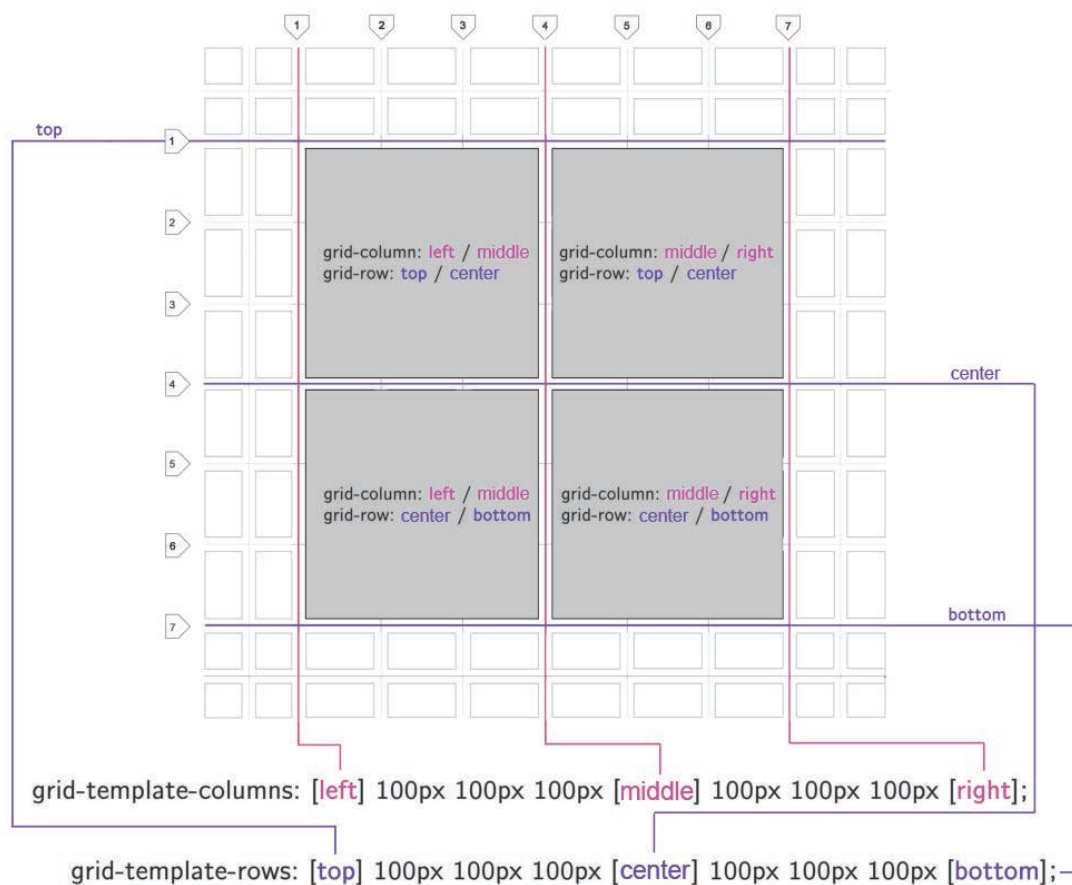 1 2 3 4 5 6 7
top
1
2
grid-column: left / middle
grid-row: top / center
grid-column: middle / right
grid-row: top / center
3
4
center
5
grid-column: left / middle
grid-row: center / bottom
grid-column: middle / right
grid-row: center / bottom
6
7
bottom
grid-template-columns: [left] 100px 100px 100px [middle] 100px 100px 100px [right];
grid-template-rows: [top] 100px 100px 100px [center] 100px 100px 100px [bottom];